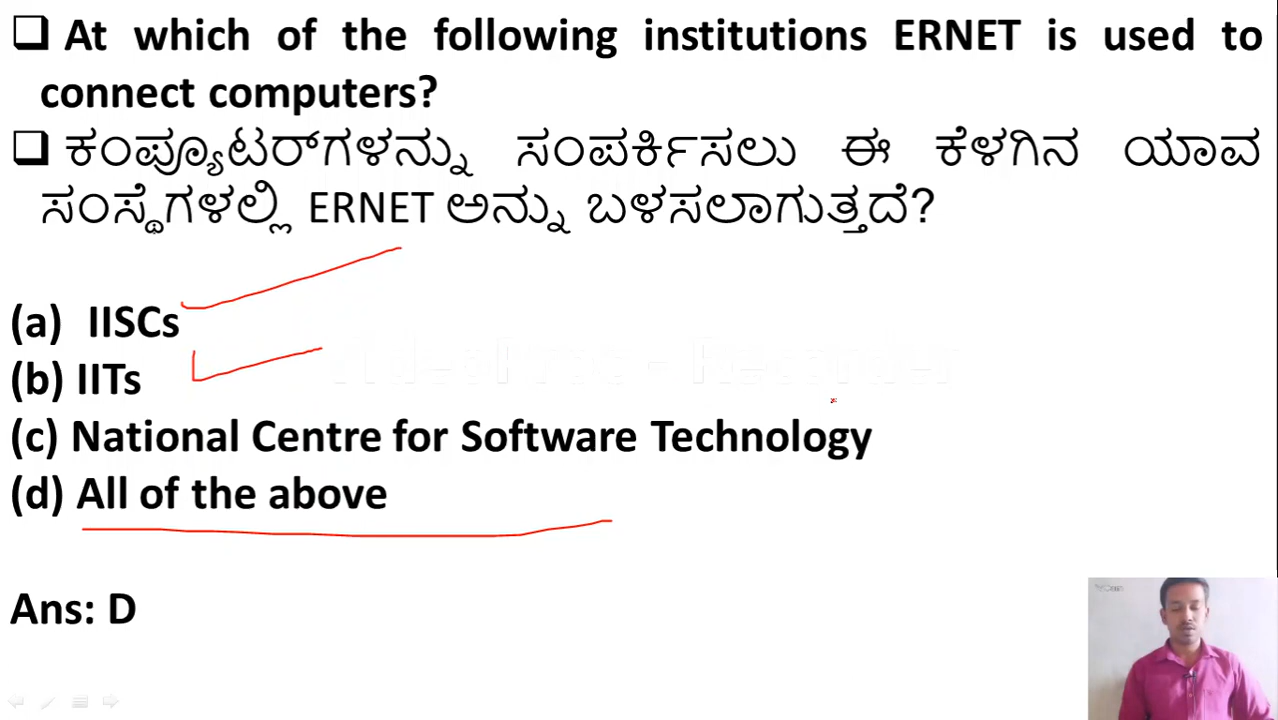 At which of the following institutions ERNET is used to
connect computers?
ಕಂಪ್ಯೂಟರ್‌ಗಳನ್ನು ಸಂಪರ್ಕಿಸಲು ಈ ಕೆಳಗಿನ ಯಾವ
ಸಂಸ್ಥೆಗಳಲ್ಲಿ ERNET ಅನ್ನು ಬಳಸಲಾಗುತ್ತದೆ?
(a) IISCs
(b) IITs
(c) National Centre for Software Technology
(d) All of the above
Ans: D